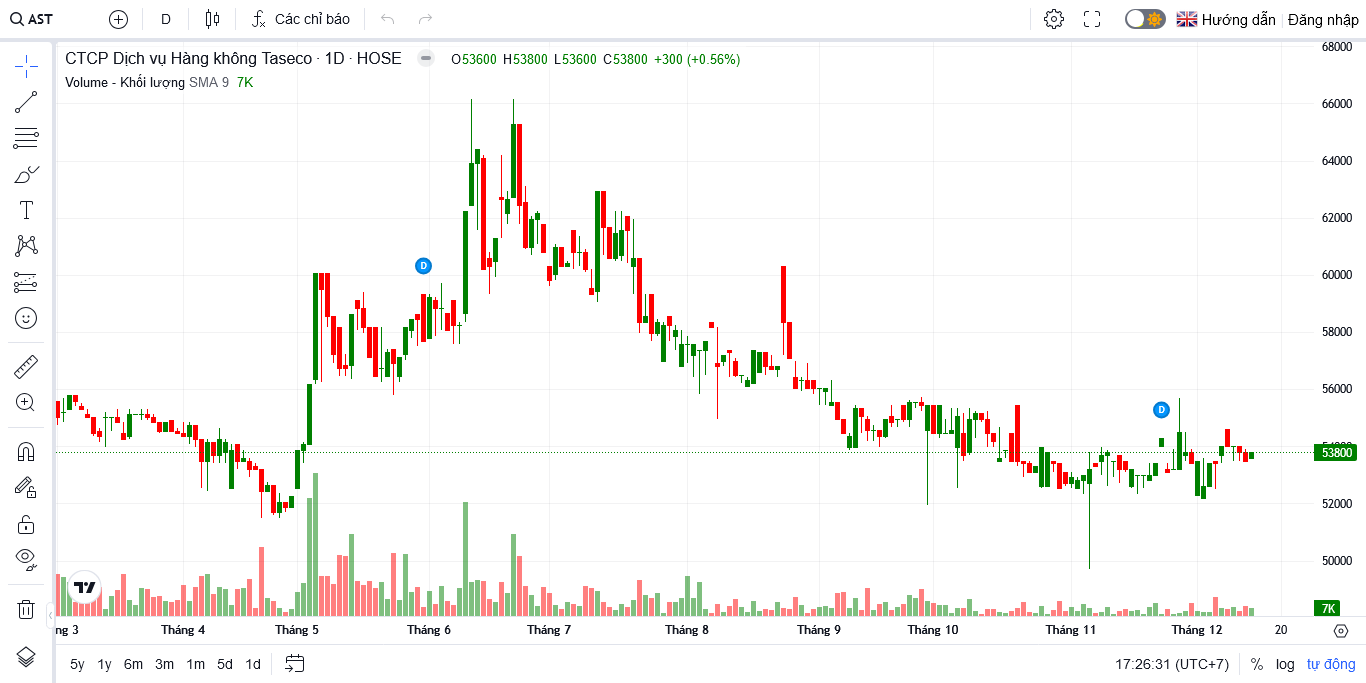 AST
D
Các chỉ báo
Hướng dẫn
Đăng nhập
CTCP Dịch vụ Hàng không Taseco · 1D · HOSE
O53600 H53800 L53600 C53800 +300 (+0.56%)
Volume - Khối lượng SMA 9 7K
68000
66000
64000
62000
60000
58000
56000
54000
53800
52000
50000
7K
D
D
ng 3
Tháng 4
Tháng 5
Tháng 6
Tháng 7
Tháng 8
Tháng 9
Tháng 10
Tháng 11
Tháng 12
20
5y 1y 6m 3m 1m 5d 1d
17:26:31 (UTC+7)
%
log
tự động